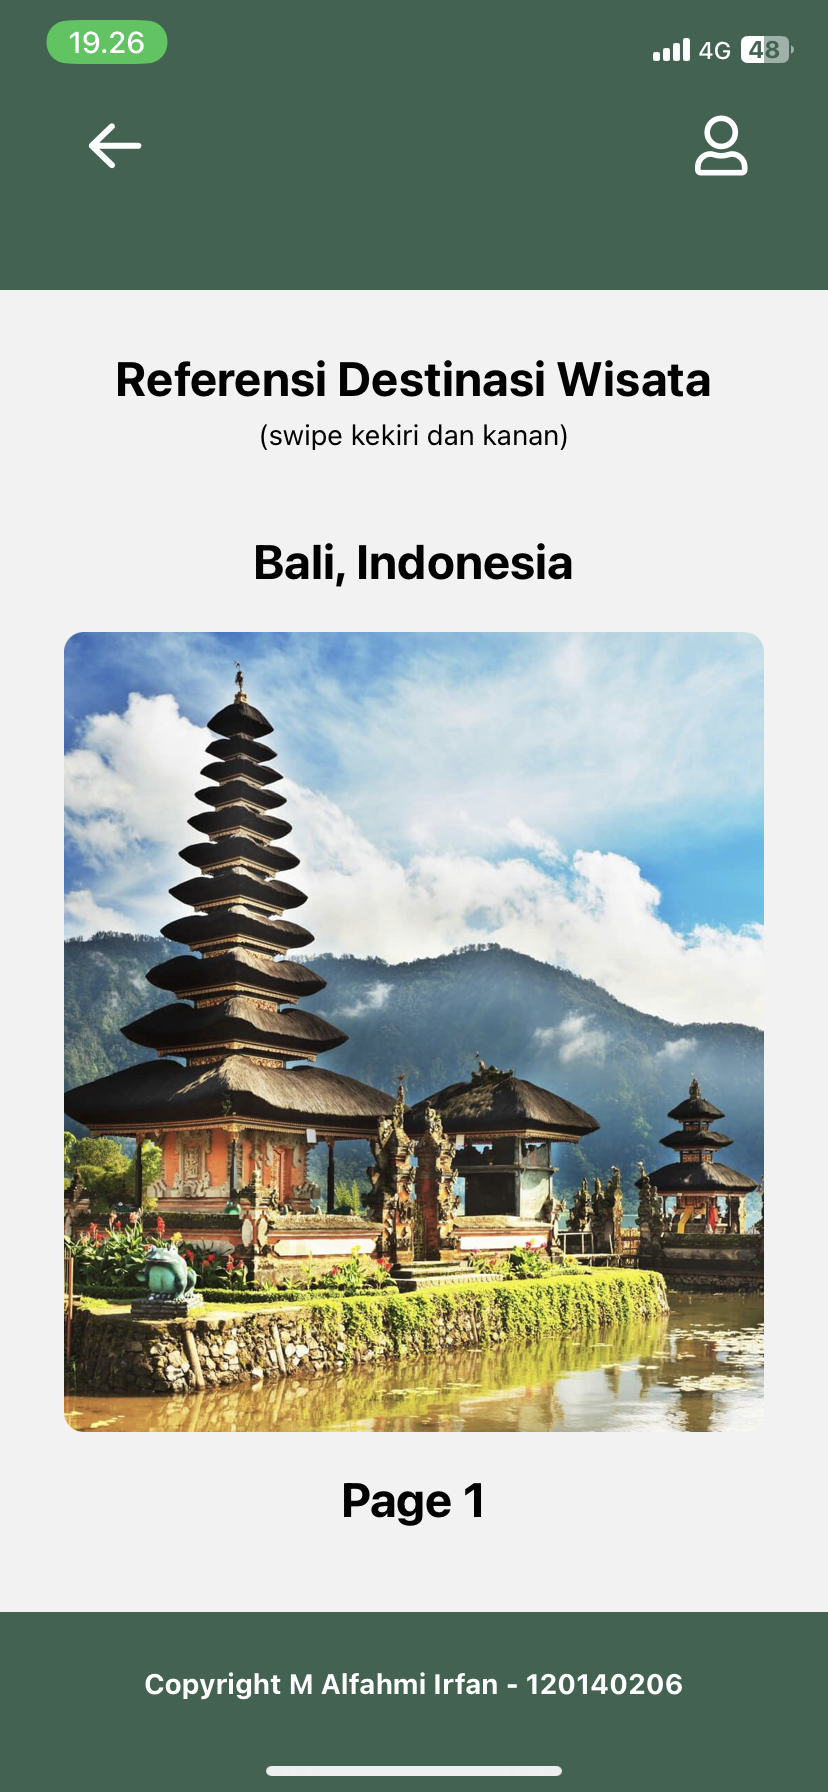 19.26
4G 48
Referensi Destinasi Wisata
(swipe kekiri dan kanan)
Bali, Indonesia
Page 1
Copyright M Alfahmi Irfan - 120140206